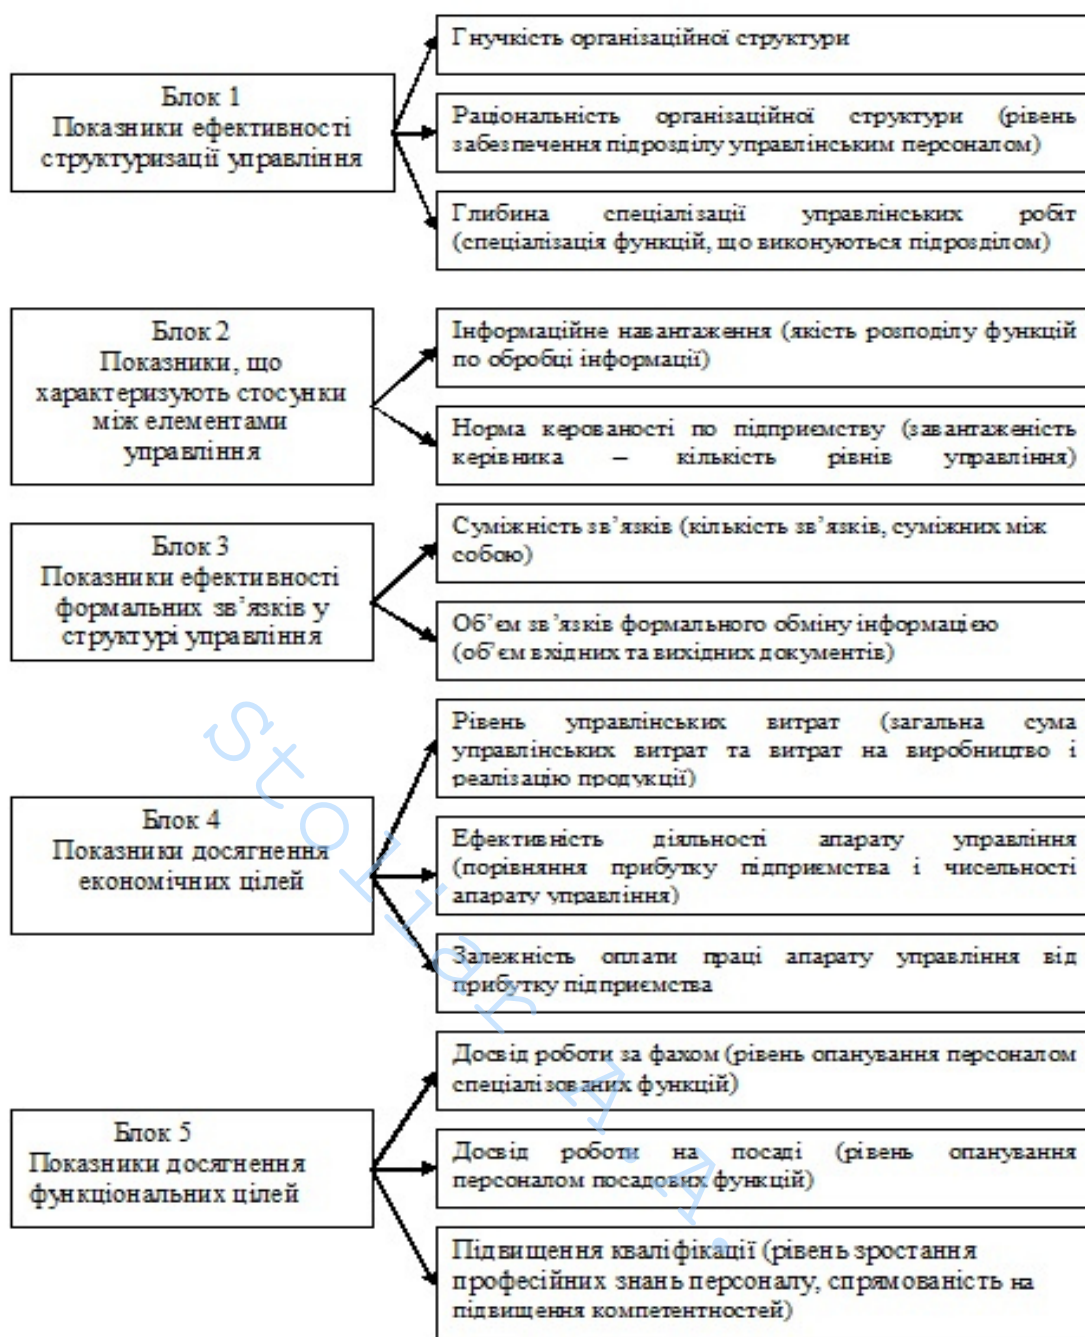 Блок 1
Показники ефективності
структуризації управління
Гнучкість організаційної структури
Раціональність організаційної структури (рівень
забезпечення підрозділу управлінським персоналом)
Глибина спеціалізації управлінських робіт
(спеціалізація функцій, що виконуються підрозділом)
Блок 2
Показники, що
характеризують стосунки
між елементами
управління
Інформаційне навантаження (якість розподілу функцій
по обробці інформації)
Норма керованості по підприємству (завантаженість
керівника – кількість рівнів управління)
Блок 3
Показники ефективності
формальних зв’язків у
структурі управління
Суміжність зв’язків (кількість зв’язків, суміжних між
собою)
Об’єм зв’язків формального обміну інформацією
(об’єм вхідних та вихідних документів)
Блок 4
Показники досягнення
економічних цілей
Рівень управлінських витрат (загальна сума
управлінських витрат та витрат на виробництво і
реалізацію продукції)
Ефективність діяльності апарату управління
(порівняння прибутку підприємства і чисельності
апарату управління)
Залежність оплати праці апарату управління від
прибутку підприємства
Блок 5
Показники досягнення
функціональних цілей
Досвід роботи за фахом (рівень опанування персоналом
спеціалізованих функцій)
Досвід роботи на посаді (рівень опанування
персоналом посадових функцій)
Підвищення кваліфікації (рівень зростання
професійних знань персоналу, спрямованість на
підвищення компетентностей)
Stoliar A.A.